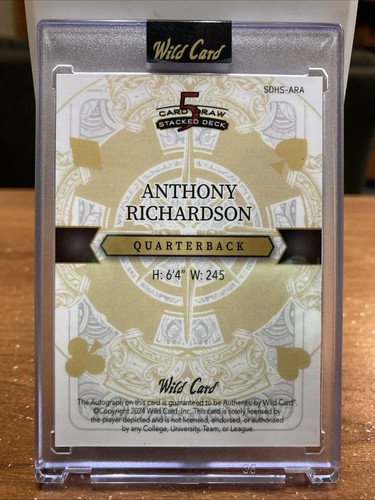 Wild Card
SDHS-ARA
5
CARD DRAW
STACKED DECK
ANTHONY
RICHARDSON
QUARTERBACK
H: 6'4" W: 245
Wild Card
The Autograph on this card is guaranteed to be Authentic by Wild Card®
©Copyright 2024 Wild Card, Inc. This card is solely licensed by
the player depicted and is not licensed, endorsed, or authorized
by any College, University, Team, or League.